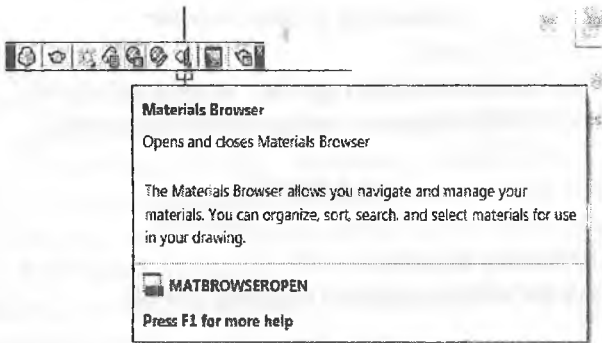 Materials Browser
Opens and closes Materials Browser
The Materials Browser allows you navigate and manage your
materials. You can organize, sort, search, and select materials for use
in your drawing.
MATBROWSEROPEN
Press F1 for more help